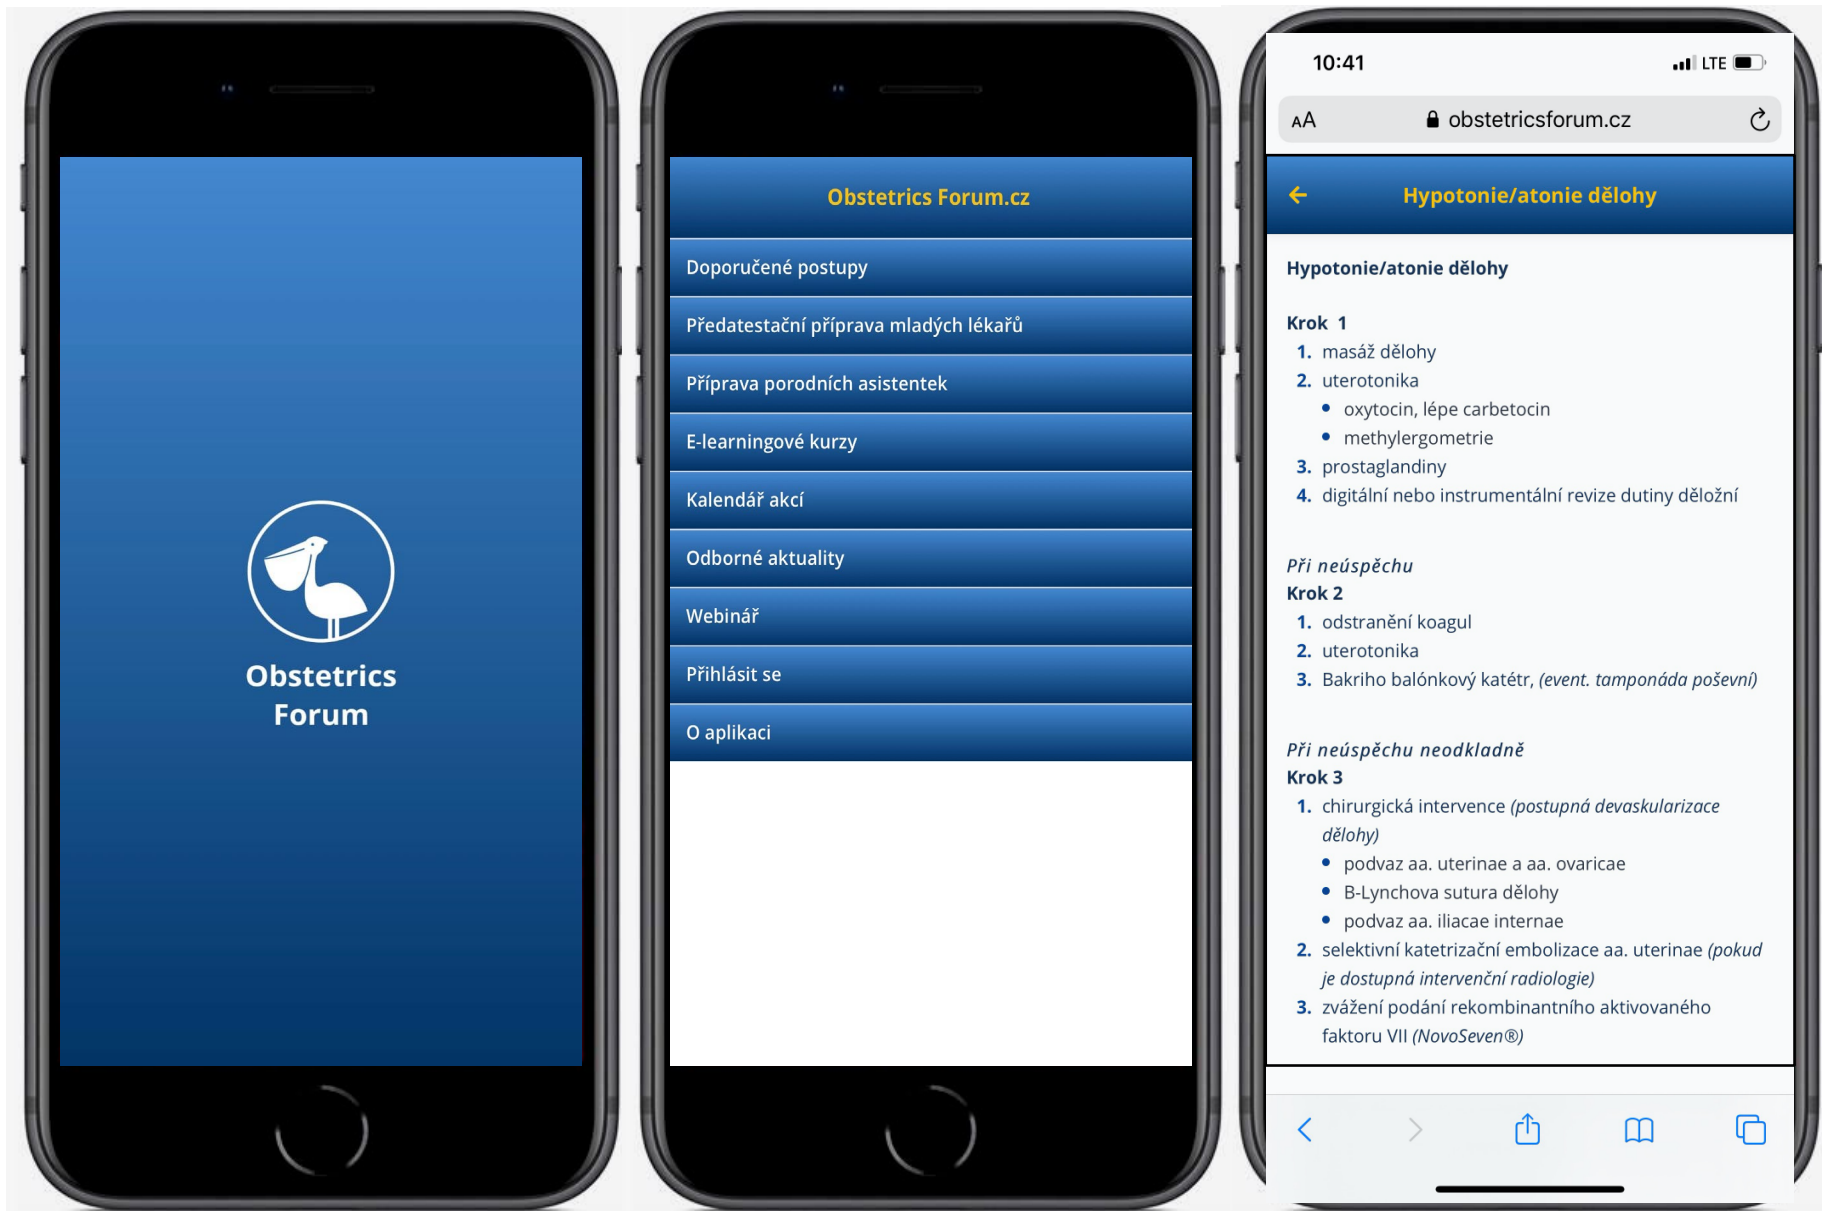 Obstetrics
Forum
Obstetrics Forum.cz
Doporučené postupy
Předatestační příprava mladých lékařů
Příprava porodních asistentek
E-learningové kurzy
Kalendář akcí
Odborné aktuality
Webinář
Přihlásit se
O aplikaci
10:41 LTE
AA obstetricsforum.cz
Hypotonie/atonie dělohy
Hypotonie/atonie dělohy
Krok 1
1. masáž dělohy
2. uterotonika
• oxytocin, lépe carbetocin
• methylergometrie
3. prostaglandiny
4. digitální nebo instrumentální revize dutiny děložní
Při neúspěchu
Krok 2
1. odstranění koagul
2. uterotonika
3. Bakriho balónkový katétr, (event. tamponáda poševní)
Při neúspěchu neodkladně
Krok 3
1. chirurgická intervence (postupná devaskularizace
dělohy)
• podvaz aa. uterinae a aa. ovaricae
• B-Lynchova sutura dělohy
• podvaz aa. iliacae internae
2. selektivní katetrizační embolizace aa. uterinae (pokud
je dostupná intervenční radiologie)
3. zvážení podání rekombinantního aktivovaného
faktoru VII (NovoSeven®)